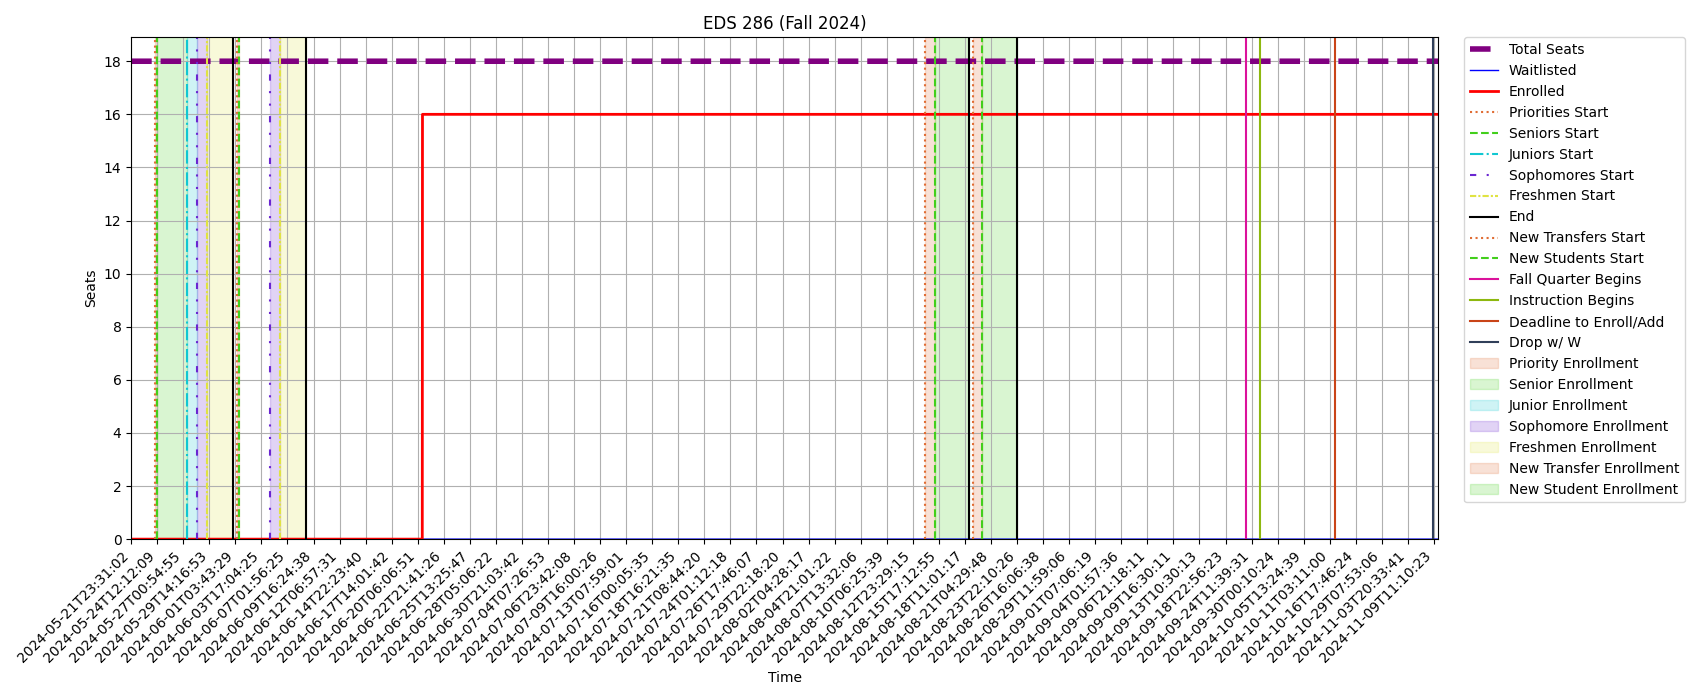 EDS 286 (Fall 2024)
Seats
18
16
14
12
10
8
6
4
2
0
2024-05-21T23:31:02
2024-05-24T12:12:09
2024-05-27T00:54:55
2024-05-29T14:16:53
2024-06-01T03:43:29
2024-06-03T17:04:25
2024-06-07T01:56:25
2024-06-09T16:24:38
2024-06-12T06:57:31
2024-06-14T22:23:40
2024-06-17T14:01:42
2024-06-20T06:06:51
2024-06-22T21:41:26
2024-06-25T13:25:47
2024-06-28T05:06:22
2024-06-30T21:03:42
2024-07-04T07:26:53
2024-07-06T23:42:08
2024-07-09T16:00:26
2024-07-13T07:59:01
2024-07-16T00:05:35
2024-07-18T16:21:35
2024-07-21T08:44:20
2024-07-24T01:12:18
2024-07-26T17:46:07
2024-07-29T22:18:20
2024-08-02T04:28:17
2024-08-04T21:01:22
2024-08-07T13:32:06
2024-08-10T06:25:39
2024-08-12T23:29:15
2024-08-15T17:12:55
2024-08-18T11:01:17
2024-08-21T04:29:48
2024-08-23T22:10:26
2024-08-26T16:06:38
2024-08-29T11:59:06
2024-09-01T07:06:19
2024-09-04T01:57:36
2024-09-06T21:18:11
2024-09-09T16:30:11
2024-09-13T10:30:13
2024-09-18T22:56:23
2024-09-24T11:39:31
2024-09-30T00:10:24
2024-10-05T13:24:39
2024-10-11T03:11:00
2024-10-16T17:46:24
2024-10-29T07:53:06
2024-11-03T20:33:41
2024-11-09T11:10:23
Time
Total Seats
Waitlisted
Enrolled
Priorities Start
Seniors Start
Juniors Start
Sophomores Start
Freshmen Start
End
New Transfers Start
New Students Start
Fall Quarter Begins
Instruction Begins
Deadline to Enroll/Add
Drop w/ W
Priority Enrollment
Senior Enrollment
Junior Enrollment
Sophomore Enrollment
Freshmen Enrollment
New Transfer Enrollment
New Student Enrollment